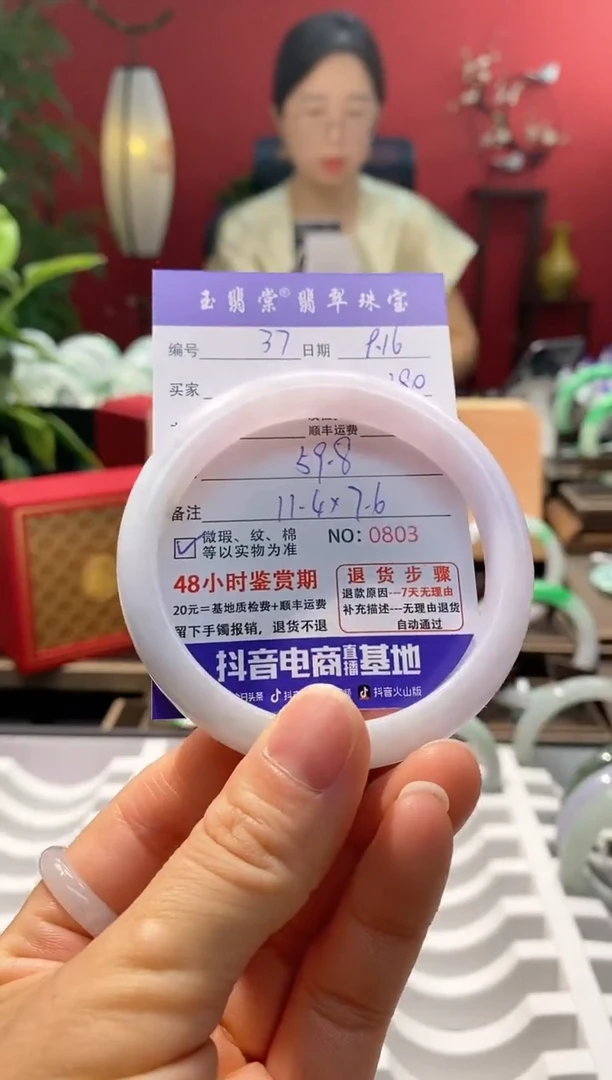 玉翡棠®翡翠珠宝
编号 37 日期 9.16
买家
顺丰运费
59.8
备注 11.4×7.6
☑ 微瑕、纹、棉
等以实物为准
NO: 0803
48小时鉴赏期
20元=基地质检费+顺丰运费
留下手镯报销，退货不退
退货步骤
退款原因---7天无理由
补充描述---无理由退货
自动通过
抖音电商直播基地
抖音火山版